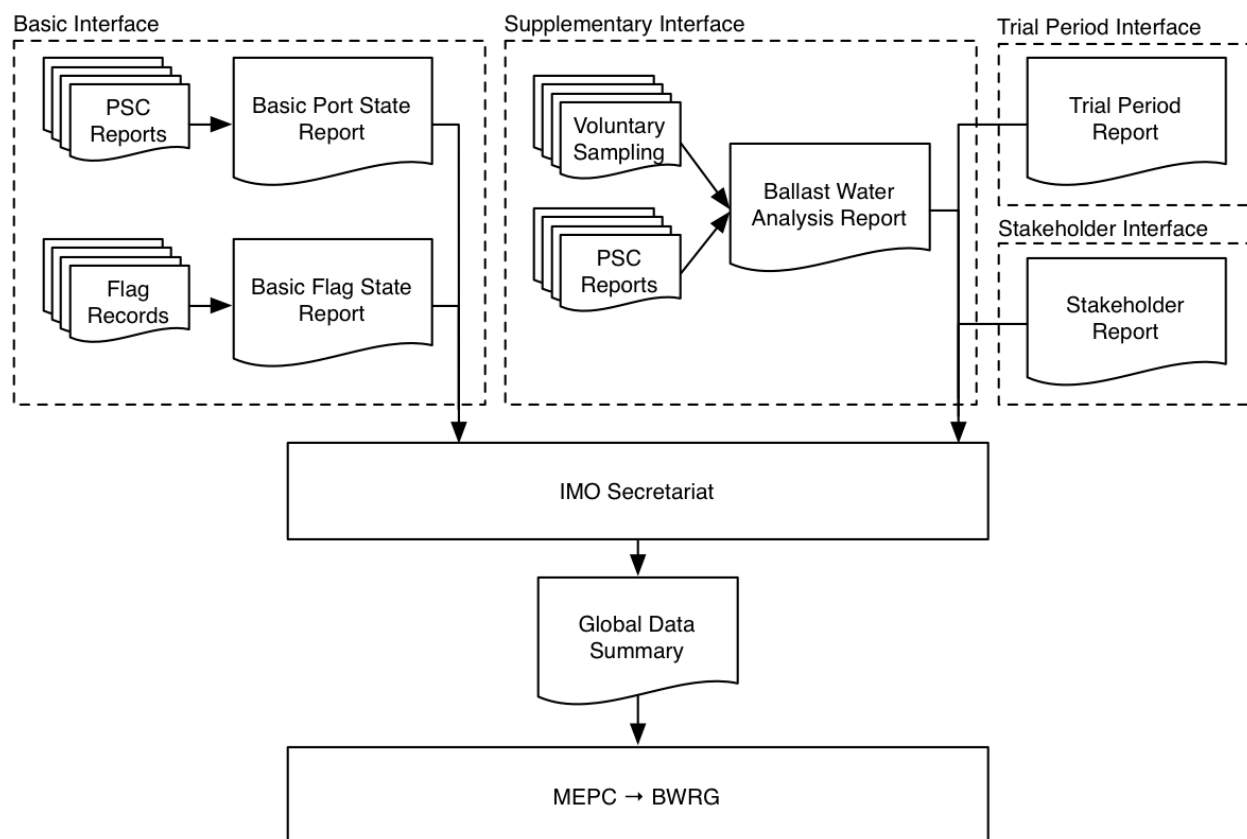 Basic Interface
PSC
Reports
Basic Port State
Report
Flag
Records
Basic Flag State
Report
Supplementary Interface
Voluntary
Sampling
PSC
Reports
Ballast Water
Analysis Report
Trial Period Interface
Trial Period
Report
Stakeholder Interface
Stakeholder
Report
IMO Secretariat
Global Data
Summary
MEPC → BWRG